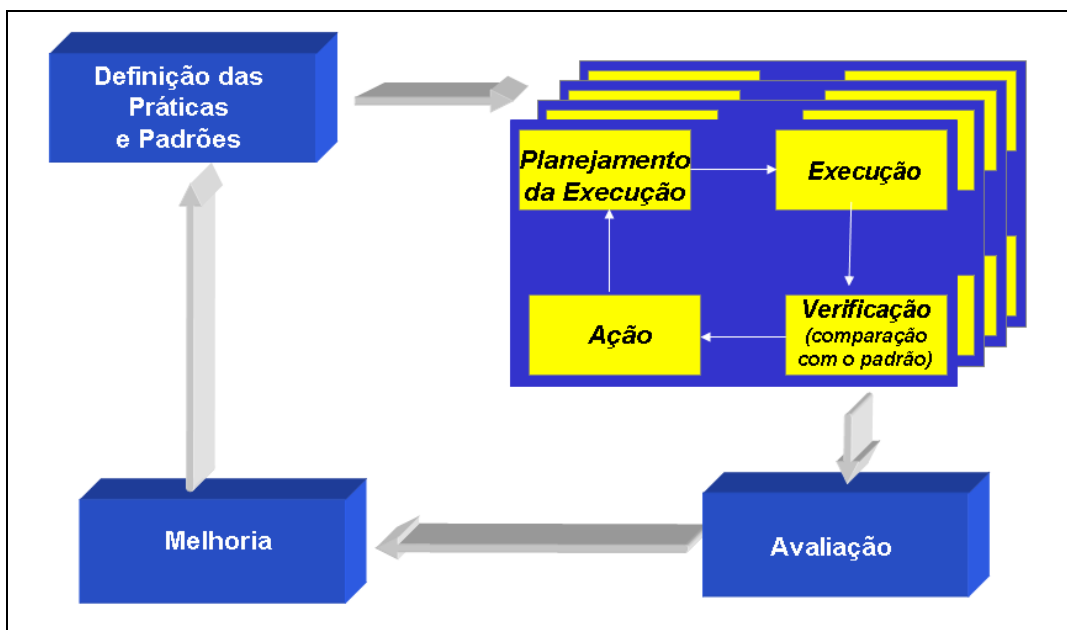 Definição das
Práticas
e Padrões
Planejamento
da Execução
Execução
Verificação
(comparação
com o padrão)
Ação
Avaliação
Melhoria